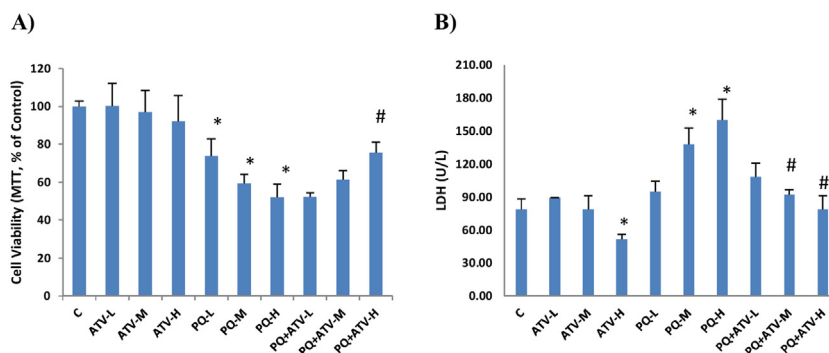 A)
Cell Viability (MTT, % of Control)
120
100
80
60
40
20
0
*
*
*
#
C
ATV-L
ATV-M
ATV-H
PQ-L
PQ-M
PQ-H
PQ+ATV-L
PQ+ATV-M
PQ+ATV-H
B)
LDH (U/L)
210.00
180.00
150.00
120.00
90.00
60.00
30.00
0.00
*
*
*
#
#
C
ATV-L
ATV-M
ATV-H
PQ-L
PQ-M
PQ-H
PQ+ATV-L
PQ+ATV-M
PQ+ATV-H